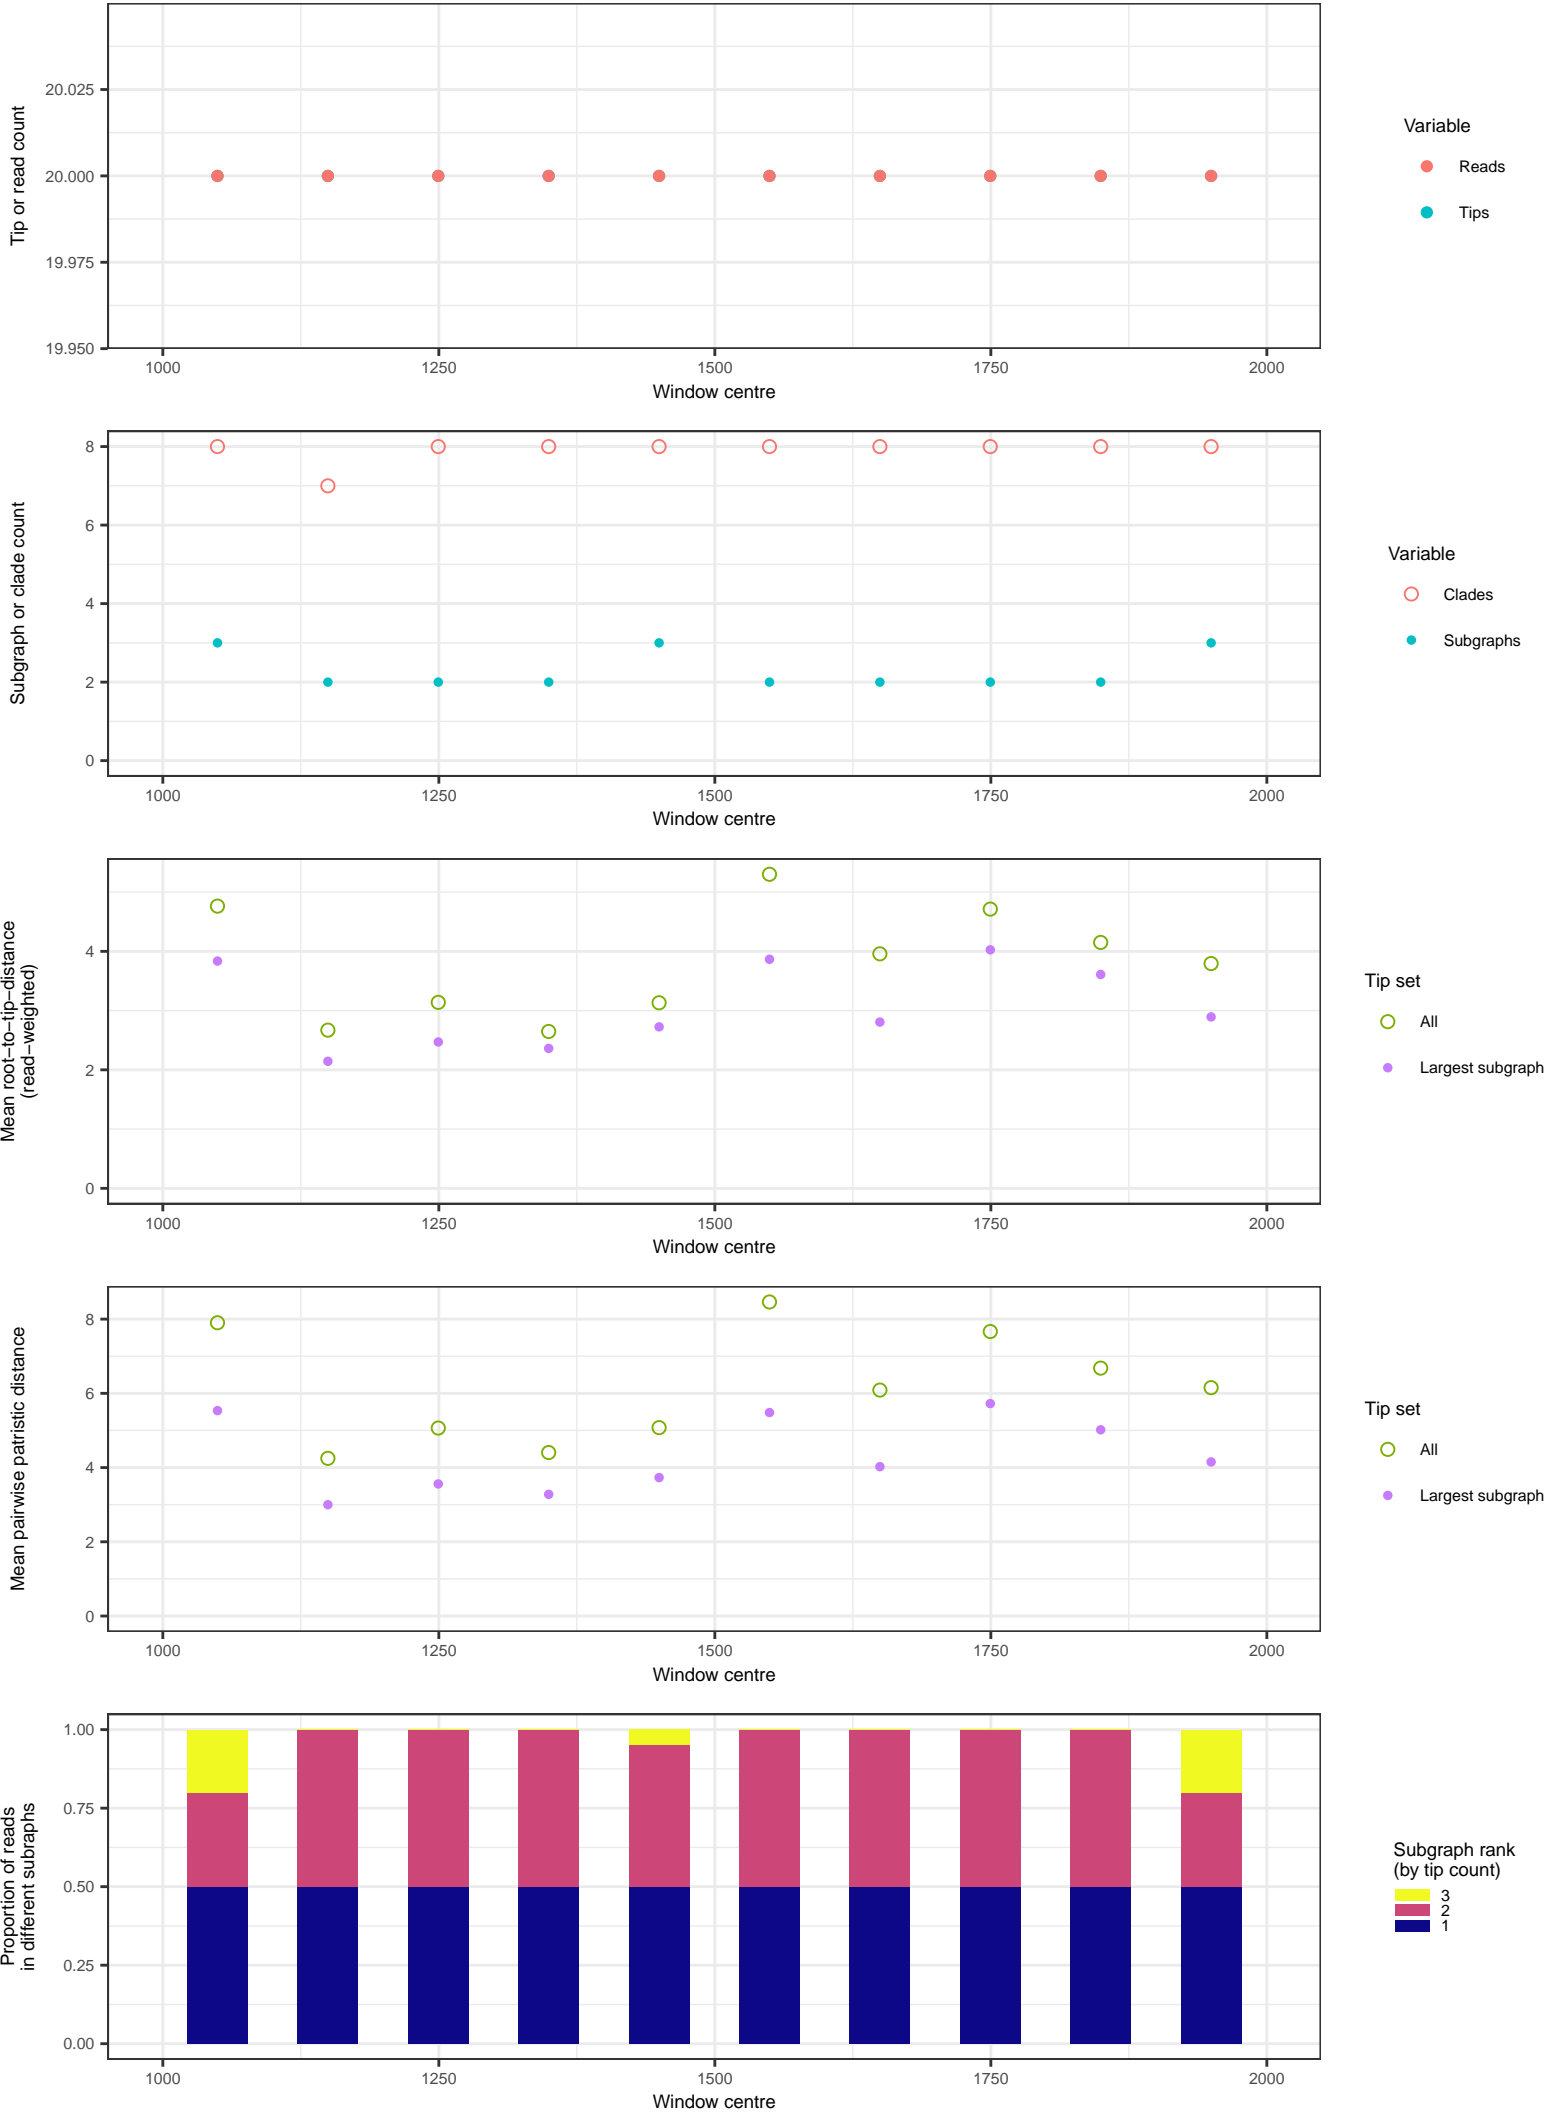 Tip or read count
20.025
20.000
19.975
19.950
1000 1250 1500 1750 2000
Window centre
Variable
Reads
Tips
Subgraph or clade count
8
6
4
2
0
1000 1250 1500 1750 2000
Window centre
Variable
Clades
Subgraphs
Mean root−to−tip−distance
(read−weighted)
4
2
0
1000 1250 1500 1750 2000
Window centre
Tip set
All
Largest subgraph
Mean pairwise patristic distance
8
6
4
2
0
1000 1250 1500 1750 2000
Window centre
Tip set
All
Largest subgraph
Proportion of reads
in different subraphs
1.00
0.75
0.50
0.25
0.00
1000 1250 1500 1750 2000
Window centre
Subgraph rank
(by tip count)
3
2
1